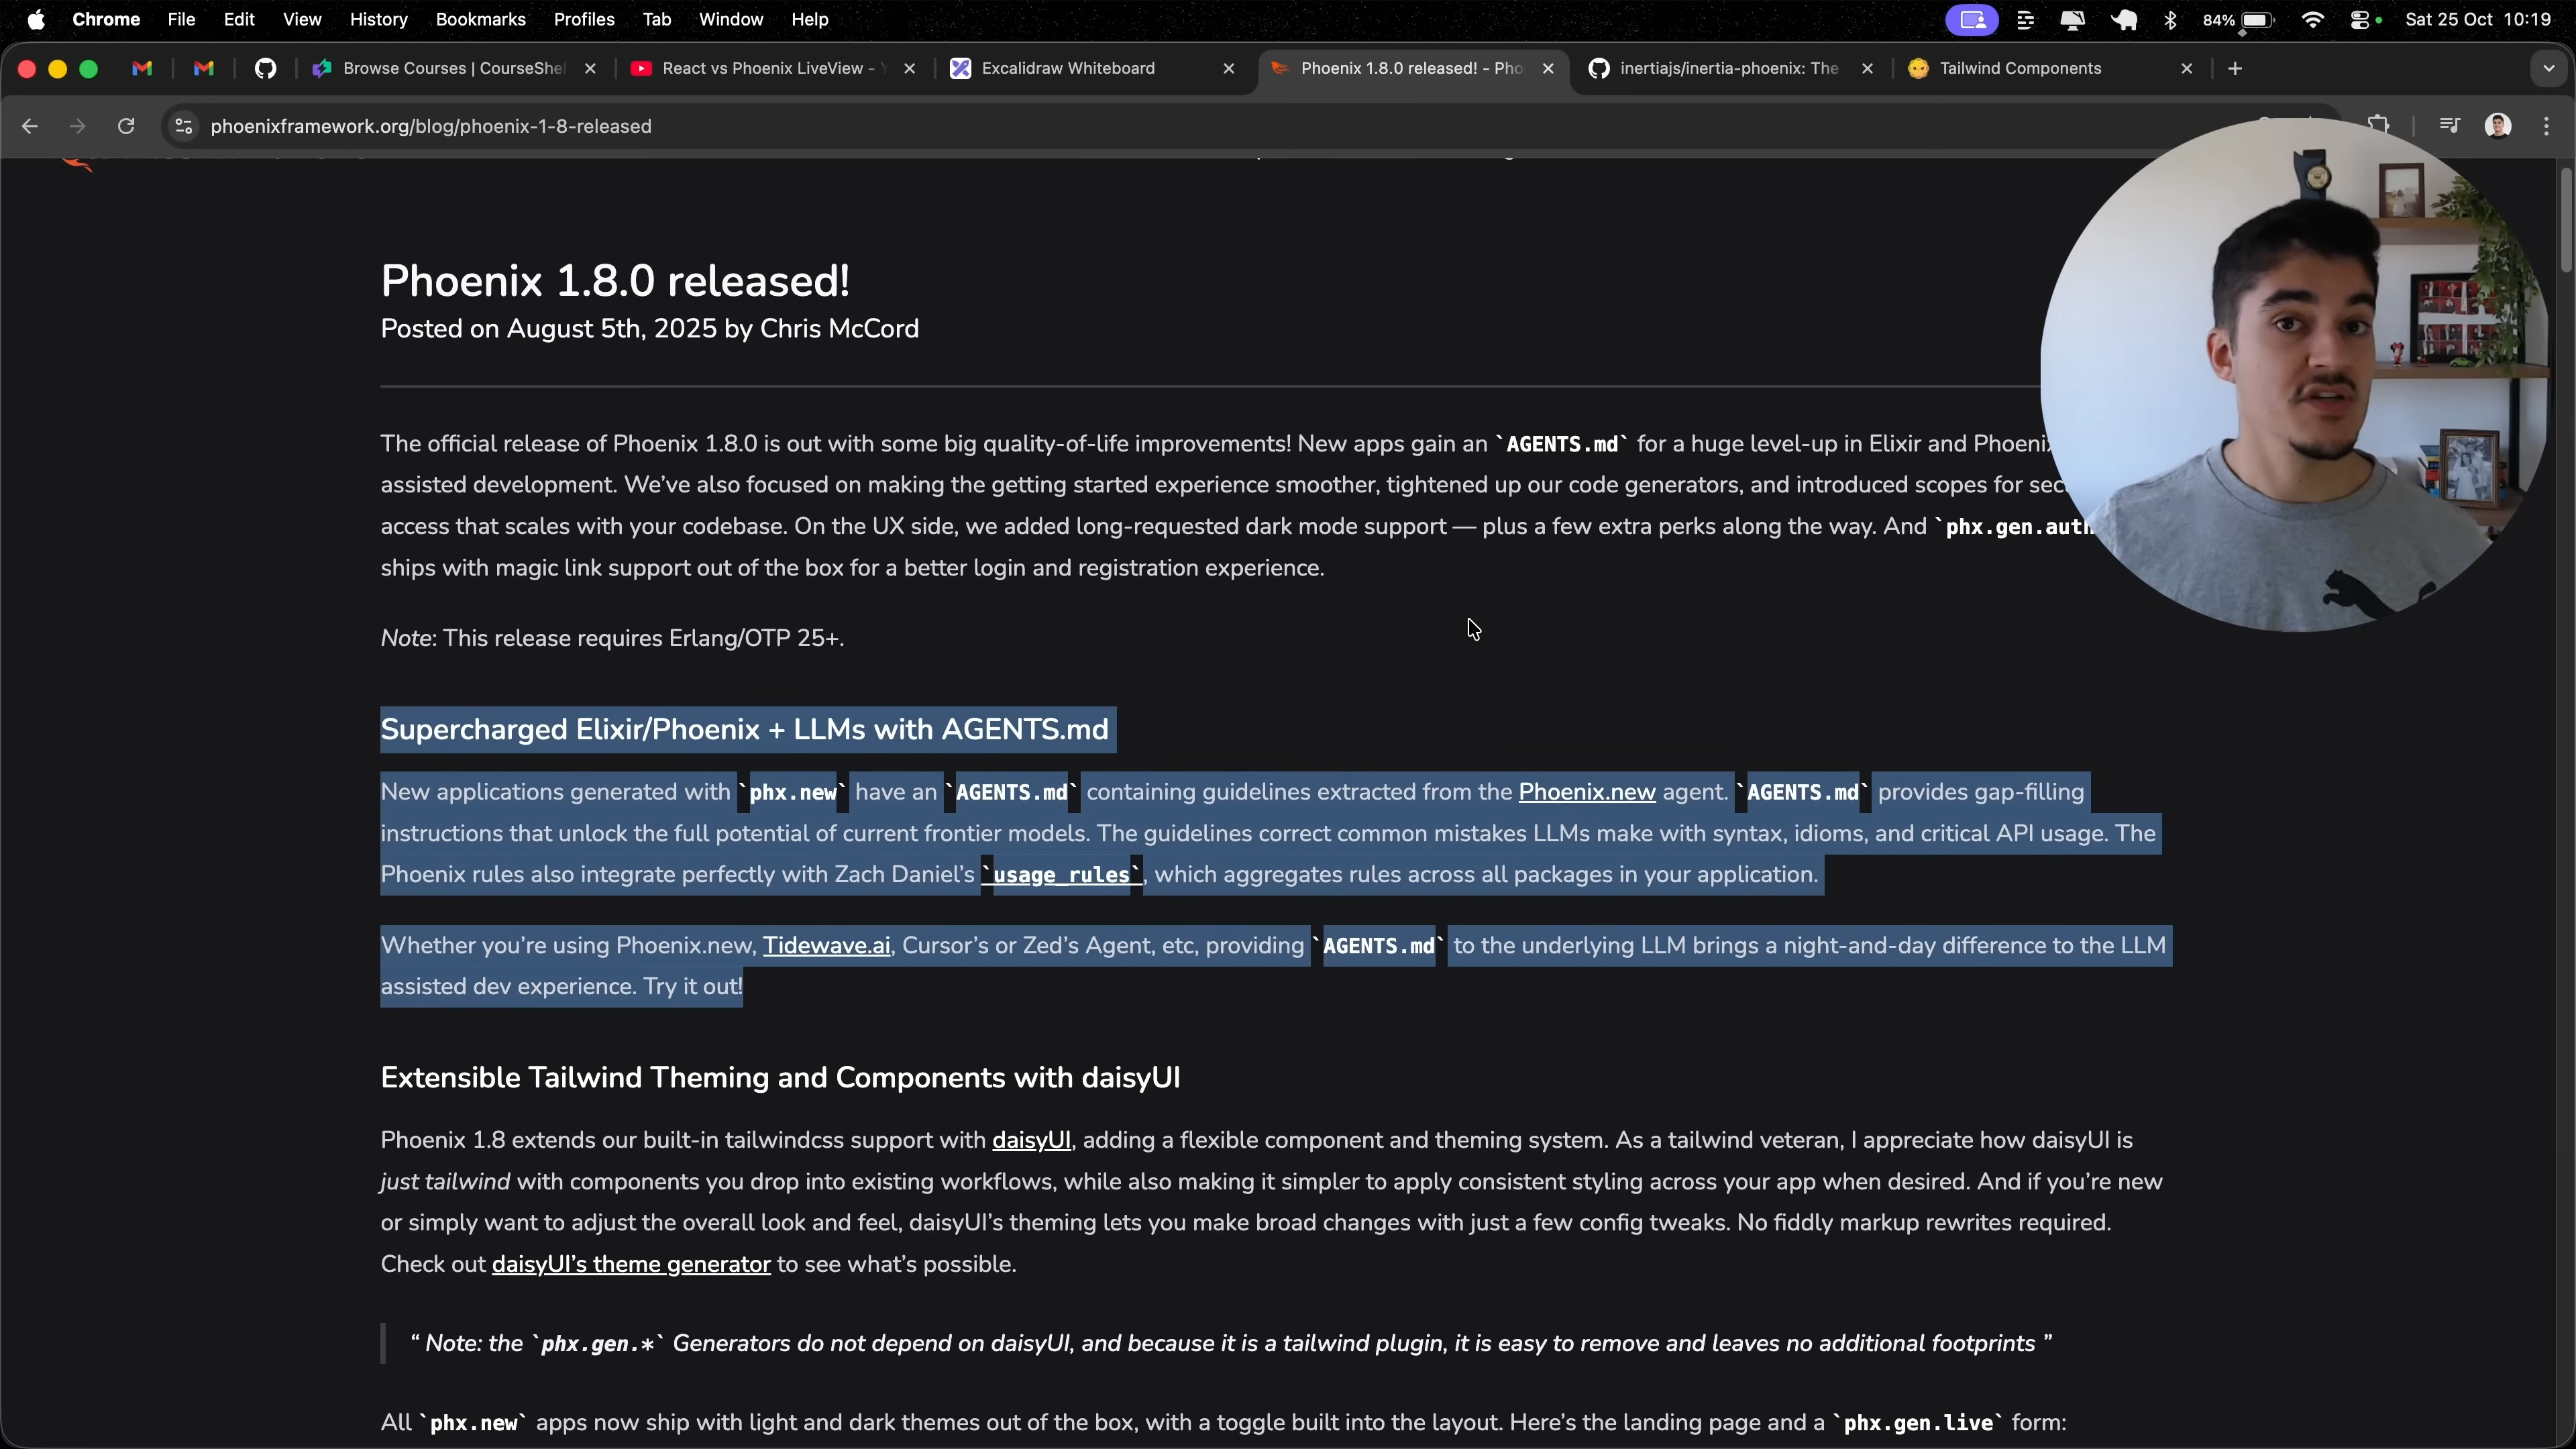 Chrome File Edit View History Bookmarks Profiles Tab Window Help 84% Sat 25 Oct 10:19
Browse Courses | CourseShel React vs Phoenix LiveView - Y Excalidraw Whiteboard Phoenix 1.8.0 released! - Pho inertiajs/inertia-phoenix: The Tailwind Components
phoenixframework.org/blog/phoenix-1-8-released
Phoenix 1.8.0 released!
Posted on August 5th, 2025 by Chris McCord
The official release of Phoenix 1.8.0 is out with some big quality-of-life improvements! New apps gain an `AGENTS.md` for a huge level-up in Elixir and Phoenix
assisted development. We’ve also focused on making the getting started experience smoother, tightened up our code generators, and introduced scopes for sec
access that scales with your codebase. On the UX side, we added long-requested dark mode support — plus a few extra perks along the way. And `phx.gen.auth
ships with magic link support out of the box for a better login and registration experience.
Note: This release requires Erlang/OTP 25+.
Supercharged Elixir/Phoenix + LLMs with AGENTS.md
New applications generated with `phx.new` have an `AGENTS.md` containing guidelines extracted from the Phoenix.new agent. `AGENTS.md` provides gap-filling
instructions that unlock the full potential of current frontier models. The guidelines correct common mistakes LLMs make with syntax, idioms, and critical API usage. The
Phoenix rules also integrate perfectly with Zach Daniel’s `usage_rules`, which aggregates rules across all packages in your application.
Whether you’re using Phoenix.new, Tidewave.ai, Cursor’s or Zed’s Agent, etc, providing `AGENTS.md` to the underlying LLM brings a night-and-day difference to the LLM
assisted dev experience. Try it out!
Extensible Tailwind Theming and Components with daisyUI
Phoenix 1.8 extends our built-in tailwindcss support with daisyUI, adding a flexible component and theming system. As a tailwind veteran, I appreciate how daisyUI is
just tailwind with components you drop into existing workflows, while also making it simpler to apply consistent styling across your app when desired. And if you’re new
or simply want to adjust the overall look and feel, daisyUI’s theming lets you make broad changes with just a few config tweaks. No fiddly markup rewrites required.
Check out daisyUI’s theme generator to see what’s possible.
“ Note: the `phx.gen.*` Generators do not depend on daisyUI, and because it is a tailwind plugin, it is easy to remove and leaves no additional footprints ”
All `phx.new` apps now ship with light and dark themes out of the box, with a toggle built into the layout. Here’s the landing page and a `phx.gen.live` form: